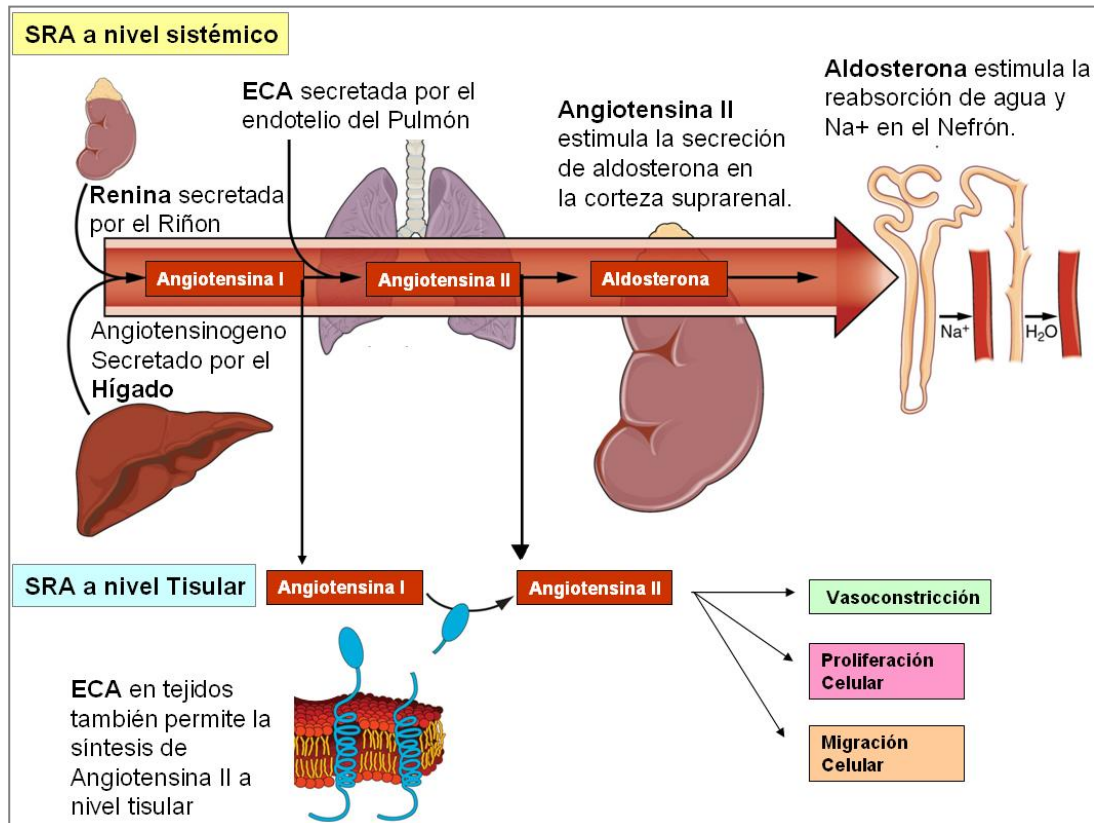 SRA a nivel sistémico
ECA secretada por el
endotelio del Pulmón
Angiotensina II
estimula la secreción
de aldosterona en
la corteza suprarrenal.
Aldosterona estimula la
reabsorción de agua y
Na+ en el Nefrón.
Renina secretada
por el Riñon
Angiotensina I
Angiotensina II
Aldosterona
Angiotensinogeno
Secretado por el
Hígado
Na+
H2O
SRA a nivel Tisular
Angiotensina I
Angiotensina II
Vasoconstricción
Proliferación
Celular
Migración
Celular
ECA en tejidos
también permite la
síntesis de
Angiotensina II a
nivel tisular